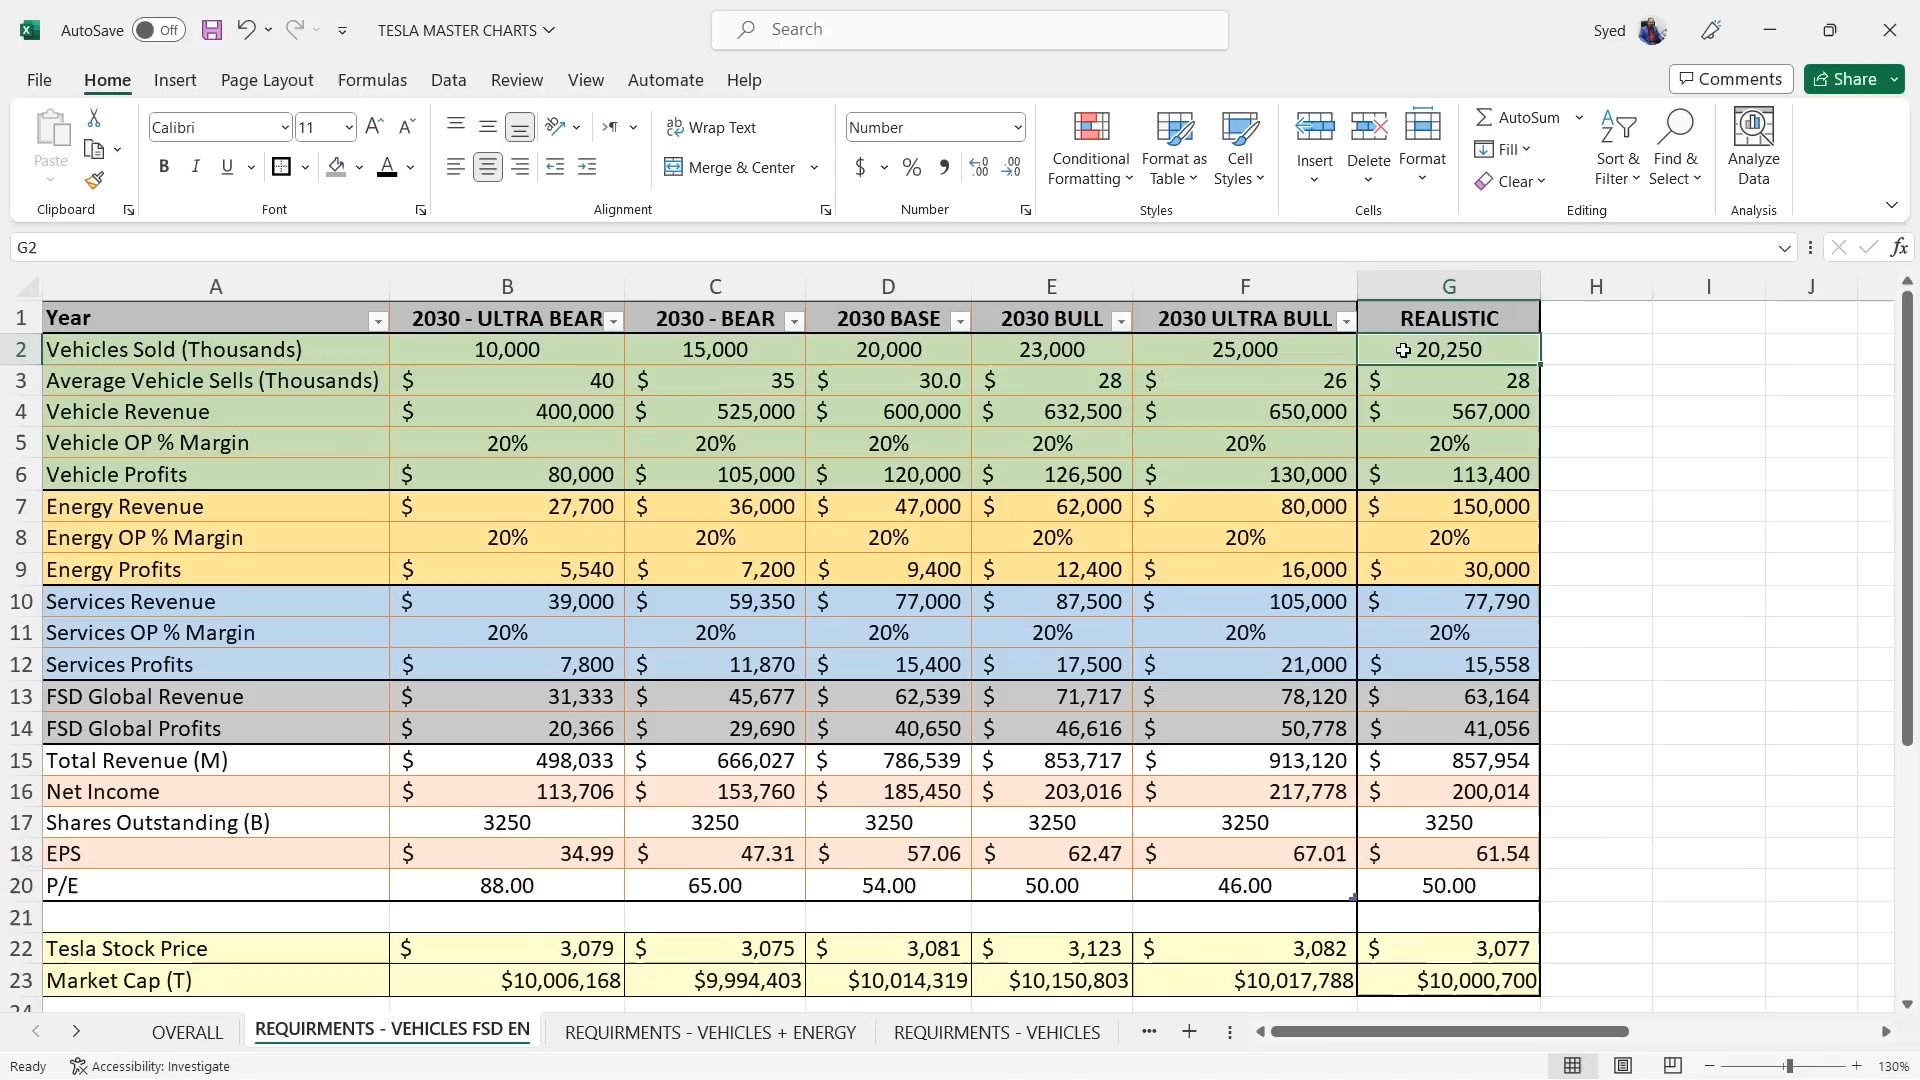 AutoSave Off TESLA MASTER CHARTS Search Syed
File Home Insert Page Layout Formulas Data Review View Automate Help Comments Share
Paste Calibri 11 B I U A Wrap Text Merge & Center Number $ % Conditional Formatting Format as Table Cell Styles Insert Delete Format AutoSum Fill Clear Sort & Filter Find & Select Analyze Data
Clipboard Font Alignment Number Styles Cells Editing Analysis
G2 fx
A B C D E F G H I J
1 Year 2030 - ULTRA BEAR 2030 - BEAR 2030 BASE 2030 BULL 2030 ULTRA BULL REALISTIC
2 Vehicles Sold (Thousands) 10,000 15,000 20,000 23,000 25,000 20,250
3 Average Vehicle Sells (Thousands) $ 40 $ 35 $ 30.0 $ 28 $ 26 $ 28
4 Vehicle Revenue $ 400,000 $ 525,000 $ 600,000 $ 632,500 $ 650,000 $ 567,000
5 Vehicle OP % Margin 20% 20% 20% 20% 20% 20%
6 Vehicle Profits $ 80,000 $ 105,000 $ 120,000 $ 126,500 $ 130,000 $ 113,400
7 Energy Revenue $ 27,700 $ 36,000 $ 47,000 $ 62,000 $ 80,000 $ 150,000
8 Energy OP % Margin 20% 20% 20% 20% 20% 20%
9 Energy Profits $ 5,540 $ 7,200 $ 9,400 $ 12,400 $ 16,000 $ 30,000
10 Services Revenue $ 39,000 $ 59,350 $ 77,000 $ 87,500 $ 105,000 $ 77,790
11 Services OP % Margin 20% 20% 20% 20% 20% 20%
12 Services Profits $ 7,800 $ 11,870 $ 15,400 $ 17,500 $ 21,000 $ 15,558
13 FSD Global Revenue $ 31,333 $ 45,677 $ 62,539 $ 71,717 $ 78,120 $ 63,164
14 FSD Global Profits $ 20,366 $ 29,690 $ 40,650 $ 46,616 $ 50,778 $ 41,056
15 Total Revenue (M) $ 498,033 $ 666,027 $ 786,539 $ 853,717 $ 913,120 $ 857,954
16 Net Income $ 113,706 $ 153,760 $ 185,450 $ 203,016 $ 217,778 $ 200,014
17 Shares Outstanding (B) 3250 3250 3250 3250 3250 3250
18 EPS $ 34.99 $ 47.31 $ 57.06 $ 62.47 $ 67.01 $ 61.54
20 P/E 88.00 65.00 54.00 50.00 46.00 50.00
21
22 Tesla Stock Price $ 3,079 $ 3,075 $ 3,081 $ 3,123 $ 3,082 $ 3,077
23 Market Cap (T) $10,006,168 $9,994,403 $10,014,319 $10,150,803 $10,017,788 $10,000,700
24
OVERALL REQUIRMENTS - VEHICLES FSD EN REQUIRMENTS - VEHICLES + ENERGY REQUIRMENTS - VEHICLES ...
Ready Accessibility: Investigate 130%